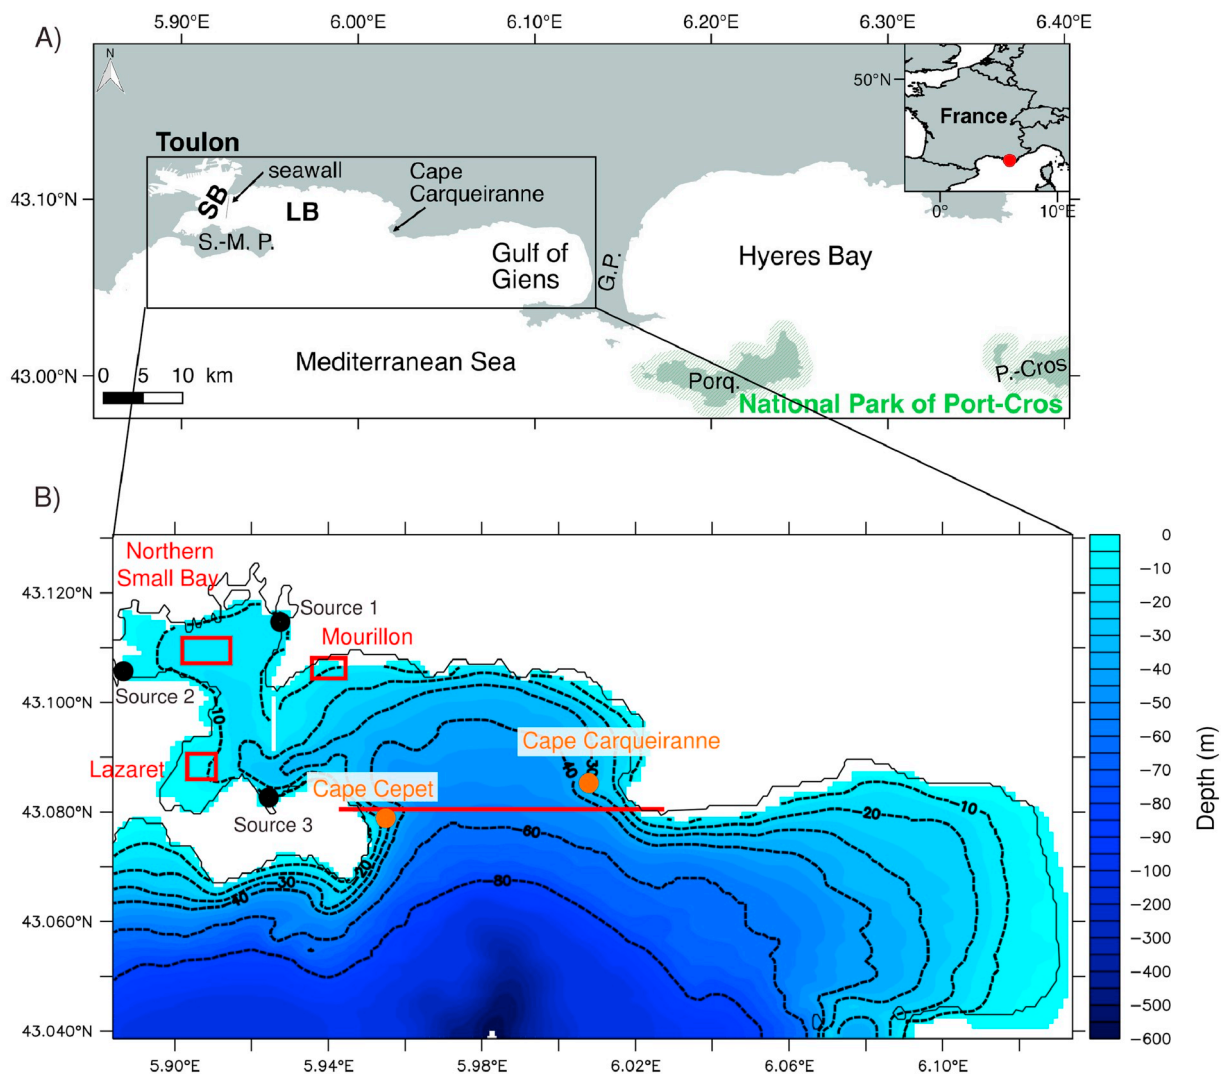 A)
5.90°E 6.00°E 6.10°E 6.20°E 6.30°E 6.40°E
N
50°N
France
0° 10°E
Toulon
seawall
Cape
Carqueiranne
43.10°N
SB
LB
S.-M. P.
Gulf of
Giens
G.P.
Hyeres Bay
Mediterranean Sea
0 5 10 km
43.00°N
Porq.
P.-Cros
National Park of Port-Cros
B)
Northern
Small Bay
Source 1
Mourillon
Source 2
10
Lazaret
Cape Carqueiranne
40
30
Cape Cepet
Source 3
20
30
40
60
80
20
10
43.120°N
43.100°N
43.080°N
43.060°N
43.040°N
5.90°E 5.94°E 5.98°E 6.02°E 6.06°E 6.10°E
0
−10
−20
−30
−40
−50
−60
−70
−80
−90
−100
−200
−300
−400
−500
−600
Depth (m)